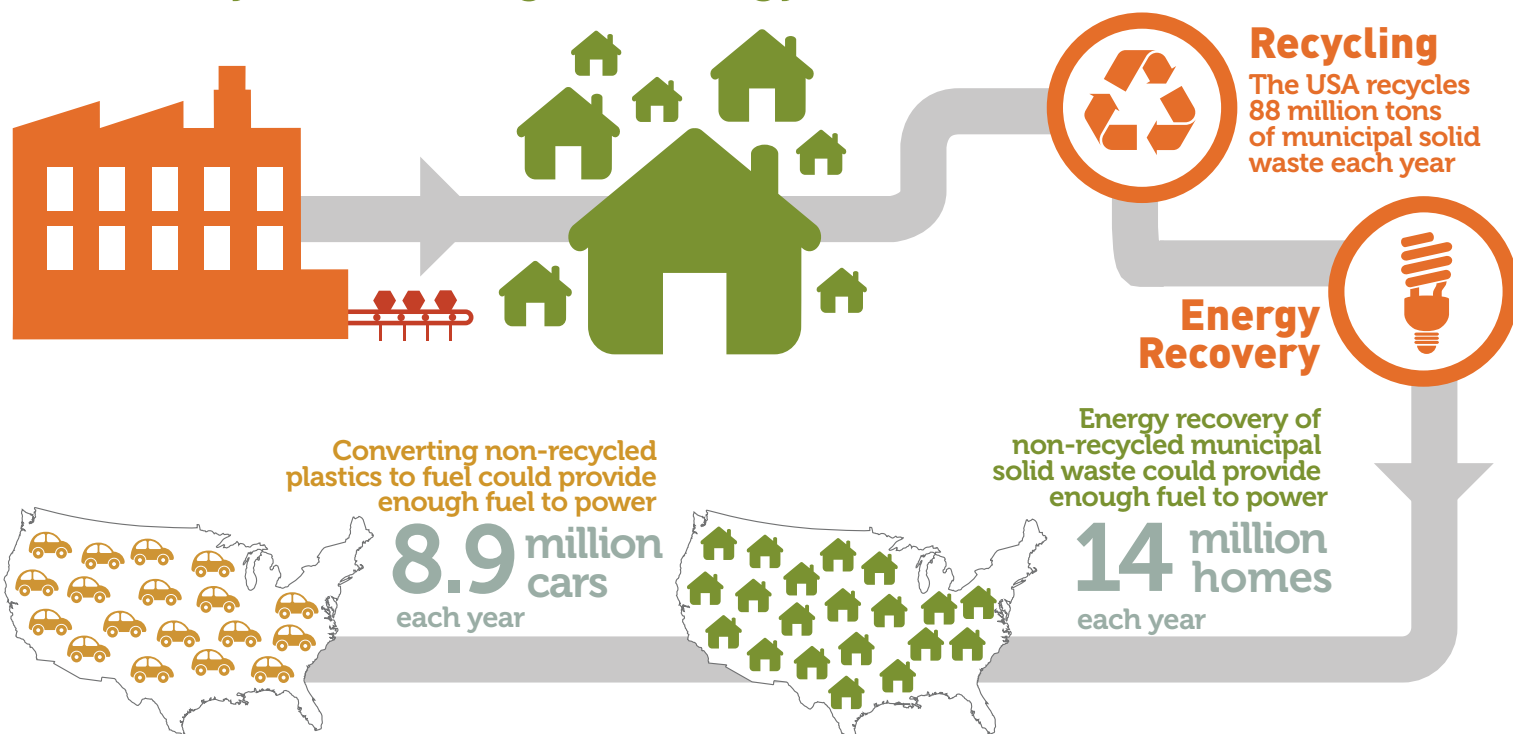 Recycling
The USA recycles
88 million tons
of municipal solid
waste each year
Energy
Recovery
Energy recovery of
non-recycled municipal
solid waste could provide
enough fuel to power
14 million
homes
each year
Converting non-recycled
plastics to fuel could provide
enough fuel to power
8.9 million
cars
each year